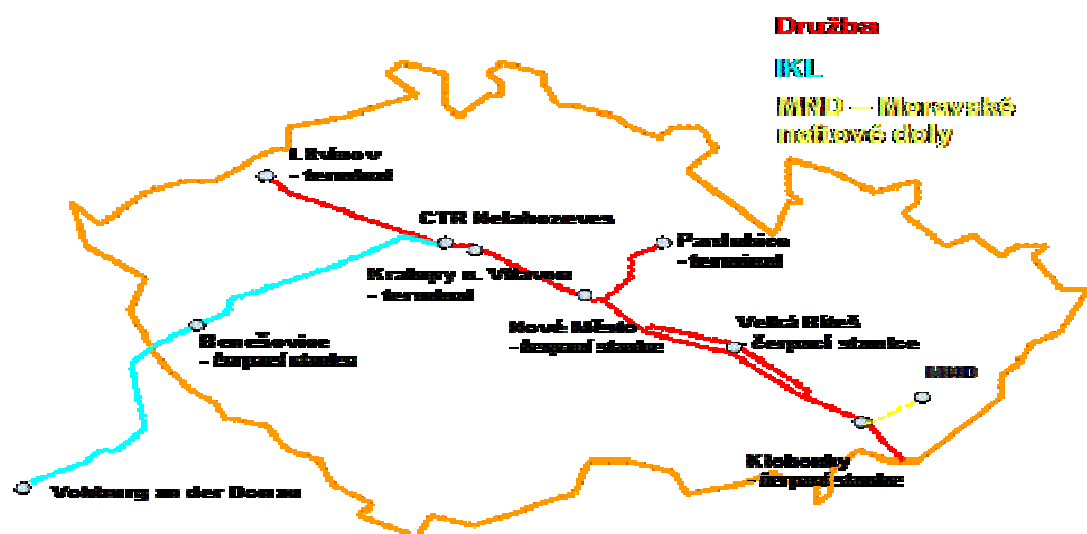 Družba
IKL
MND – Moravské
naftové doly
Litvínov
- terminal
CTR Nelahozeves
Pardubice
- terminal
Kralupy n. Vltavou
- terminal
Nové Město
- čerpací stanice
Velká Bíteš
- čerpací stanice
Benešovice
- čerpací stanice
MND
Klobouky
- čerpací stanice
Vohburg an der Donau